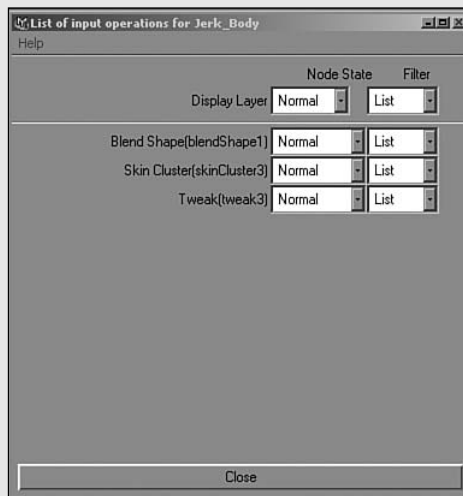 List of input operations for Jerk_Body
Help
Node State Filter
Display Layer Normal List
Blend Shape(blendShape1) Normal List
Skin Cluster(skinCluster3) Normal List
Tweak(tweak3) Normal List
Close